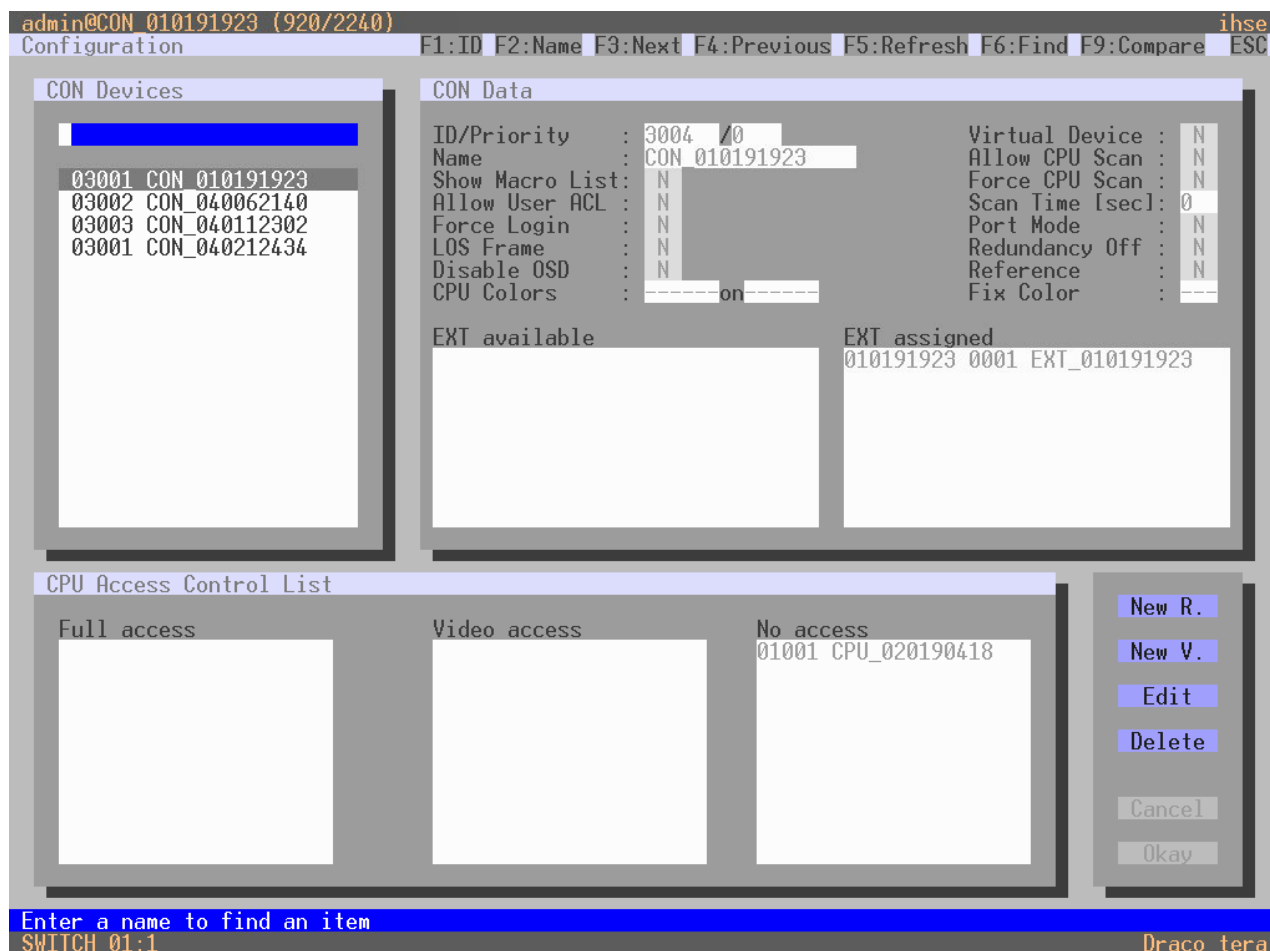 admin@CON_010191923 (920/2240) ihse
Configuration F1:ID F2:Name F3:Next F4:Previous F5:Refresh F6:Find F9:Compare ESC
CON Devices
03001 CON_010191923
03002 CON_040062140
03003 CON_040112302
03001 CON_040212434
CON Data
ID/Priority : 3004 /0
Name : CON_010191923
Show Macro List: N
Allow User ACL : N
Force Login : N
LOS Frame : N
Disable OSD : N
CPU Colors : ------on------
Virtual Device : N
Allow CPU Scan : N
Force CPU Scan : N
Scan Time [sec]: 0
Port Mode : N
Redundancy Off : N
Reference : N
Fix Color : ---
EXT available
EXT assigned
010191923 0001 EXT_010191923
CPU Access Control List
Full access
Video access
No access
01001 CPU_020190418
New R.
New V.
Edit
Delete
Cancel
Okay
Enter a name to find an item
SWITCH 01:1 Draco tera